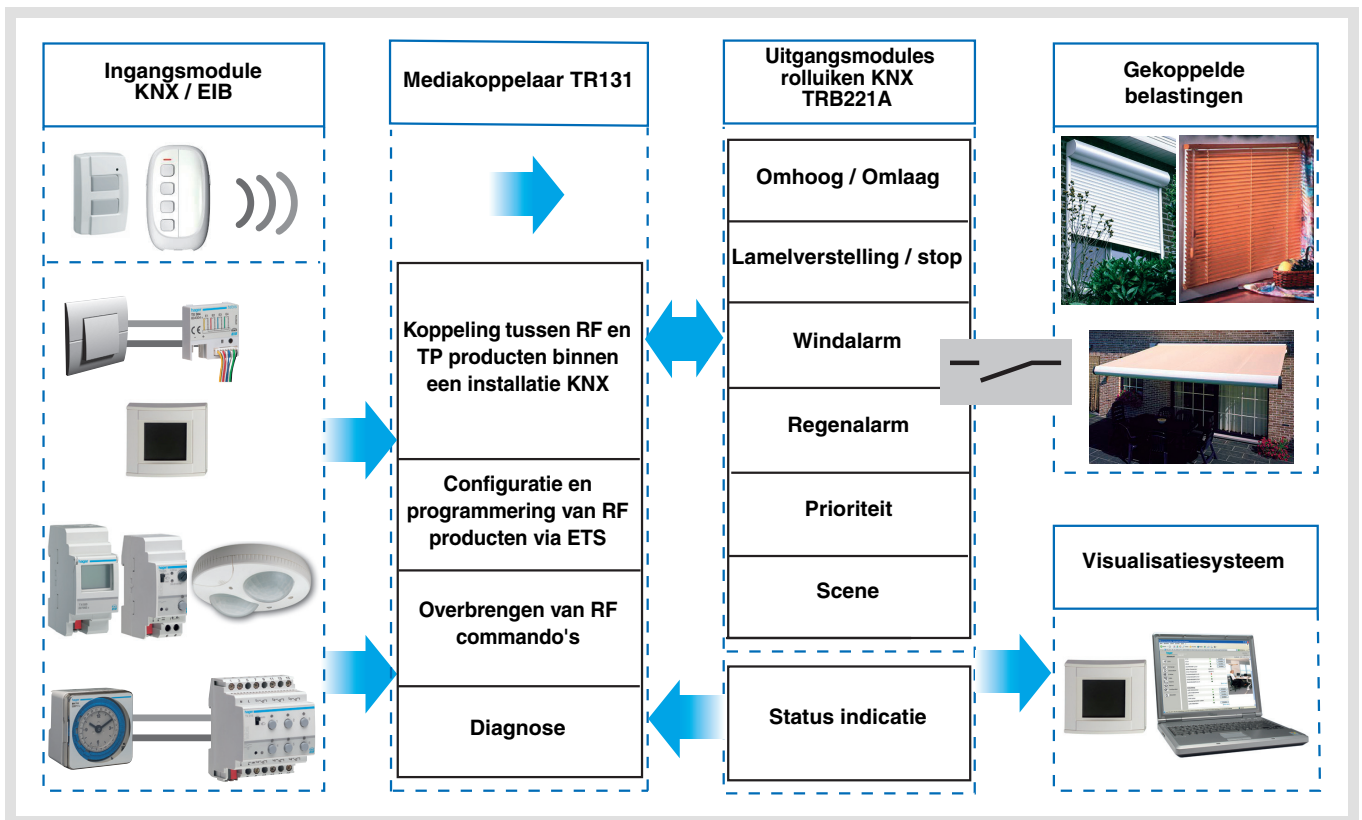 Ingangsmodule
KNX / EIB
Mediakoppelaar TR131
Uitgangsmodules
rolluiken KNX
TRB221A
Gekoppelde
belastingen
Koppeling tussen RF en
TP producten binnen
een installatie KNX
Configuratie en
programmering van RF
producten via ETS
Overbrengen van RF
commando's
Diagnose
Omhoog / Omlaag
Lamelverstelling / stop
Windalarm
Regenalarm
Prioriteit
Scene
Status indicatie
Visualisatiesysteem